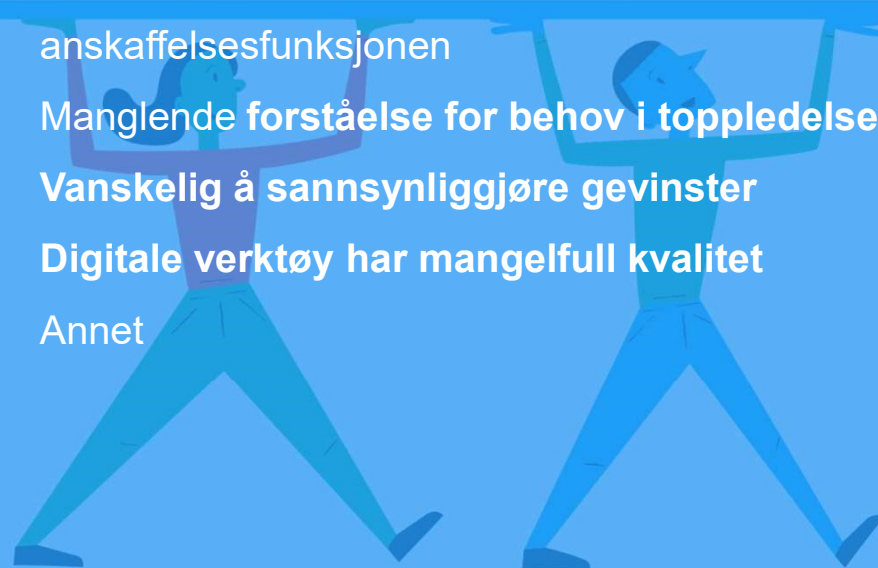 anskaffelsesfunksjonen
Manglende forståelse for behov i toppledelse
Vanskelig å sannsynliggjøre gevinster
Digitale verktøy har mangelfull kvalitet
Annet